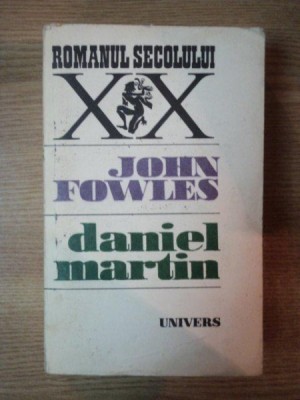 ROMANUL SECOLULUI
XX
JOHN
FOWLES
daniel
martin
UNIVERS